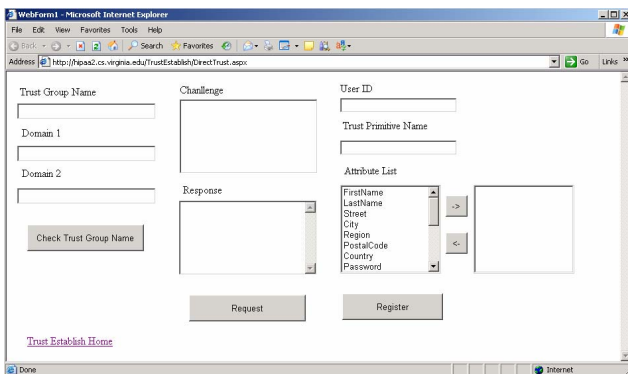 WebForm1 - Microsoft Internet Explorer
File Edit View Favorites Tools Help
Back Search Favorites
Address http://hipaa2.cs.virginia.edu/TrustEstablish/DirectTrust.aspx Go Links »
Trust Group Name
Domain 1
Domain 2
Check Trust Group Name
Chanllenge
Response
Request
User ID
Trust Primitive Name
Attribute List
FirstName
LastName
Street
City
Region
PostalCode
Country
Password
->
<-
Register
Trust Establish Home
Done Internet